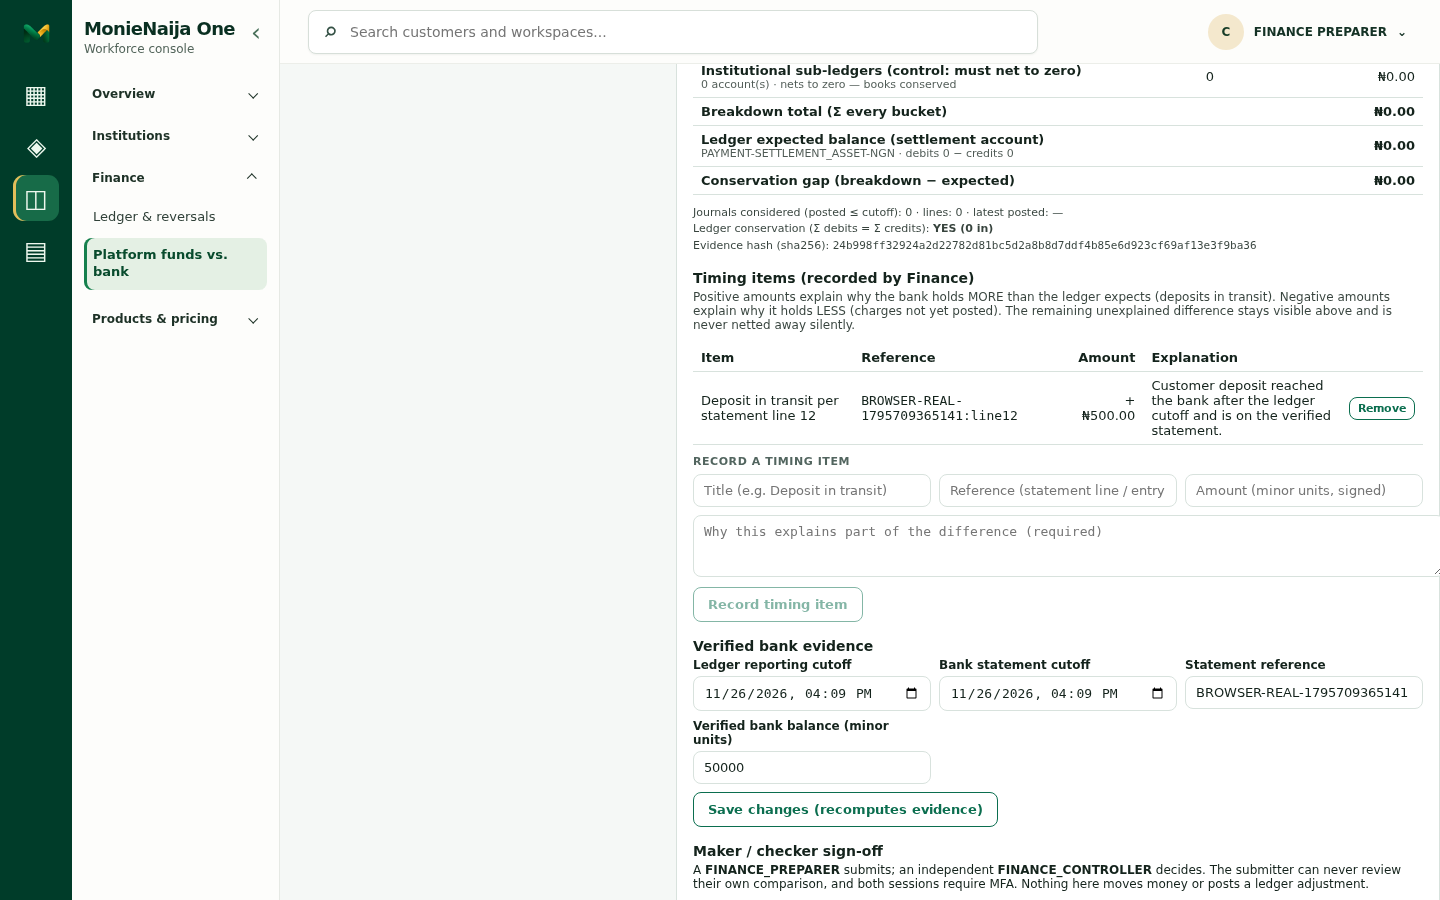 MonieNaija One
Workforce console
Overview
Institutions
Finance
Ledger & reversals
Platform funds vs.
bank
Products & pricing
Search customers and workspaces...
C
FINANCE PREPARER
Institutional sub-ledgers (control: must net to zero)
0
₦0.00
0 account(s) · nets to zero — books conserved
Breakdown total (Σ every bucket)
₦0.00
Ledger expected balance (settlement account)
₦0.00
PAYMENT-SETTLEMENT_ASSET-NGN · debits 0 − credits 0
Conservation gap (breakdown − expected)
₦0.00
Journals considered (posted ≤ cutoff): 0 · lines: 0 · latest posted: —
Ledger conservation (Σ debits = Σ credits): YES (0 in)
Evidence hash (sha256): 24b998ff32924a2d22782d81bc5d2a8b8d7ddf4b85e6d923cf69af13e3f9ba36
Timing items (recorded by Finance)
Positive amounts explain why the bank holds MORE than the ledger expects (deposits in transit). Negative amounts
explain why it holds LESS (charges not yet posted). The remaining unexplained difference stays visible above and is
never netted away silently.
Item Reference Amount Explanation
Deposit in transit per
statement line 12
BROWSER-REAL-
1795709365141:line12
+
₦500.00
Customer deposit reached
the bank after the ledger
cutoff and is on the verified
statement.
Remove
RECORD A TIMING ITEM
Title (e.g. Deposit in transit)
Reference (statement line / entry
Amount (minor units, signed)
Why this explains part of the difference (required)
Record timing item
Verified bank evidence
Ledger reporting cutoff
Bank statement cutoff
Statement reference
11/26/2026, 04:09 PM
11/26/2026, 04:09 PM
BROWSER-REAL-1795709365141
Verified bank balance (minor
units)
50000
Save changes (recomputes evidence)
Maker / checker sign-off
A FINANCE_PREPARER submits; an independent FINANCE_CONTROLLER decides. The submitter can never review
their own comparison, and both sessions require MFA. Nothing here moves money or posts a ledger adjustment.